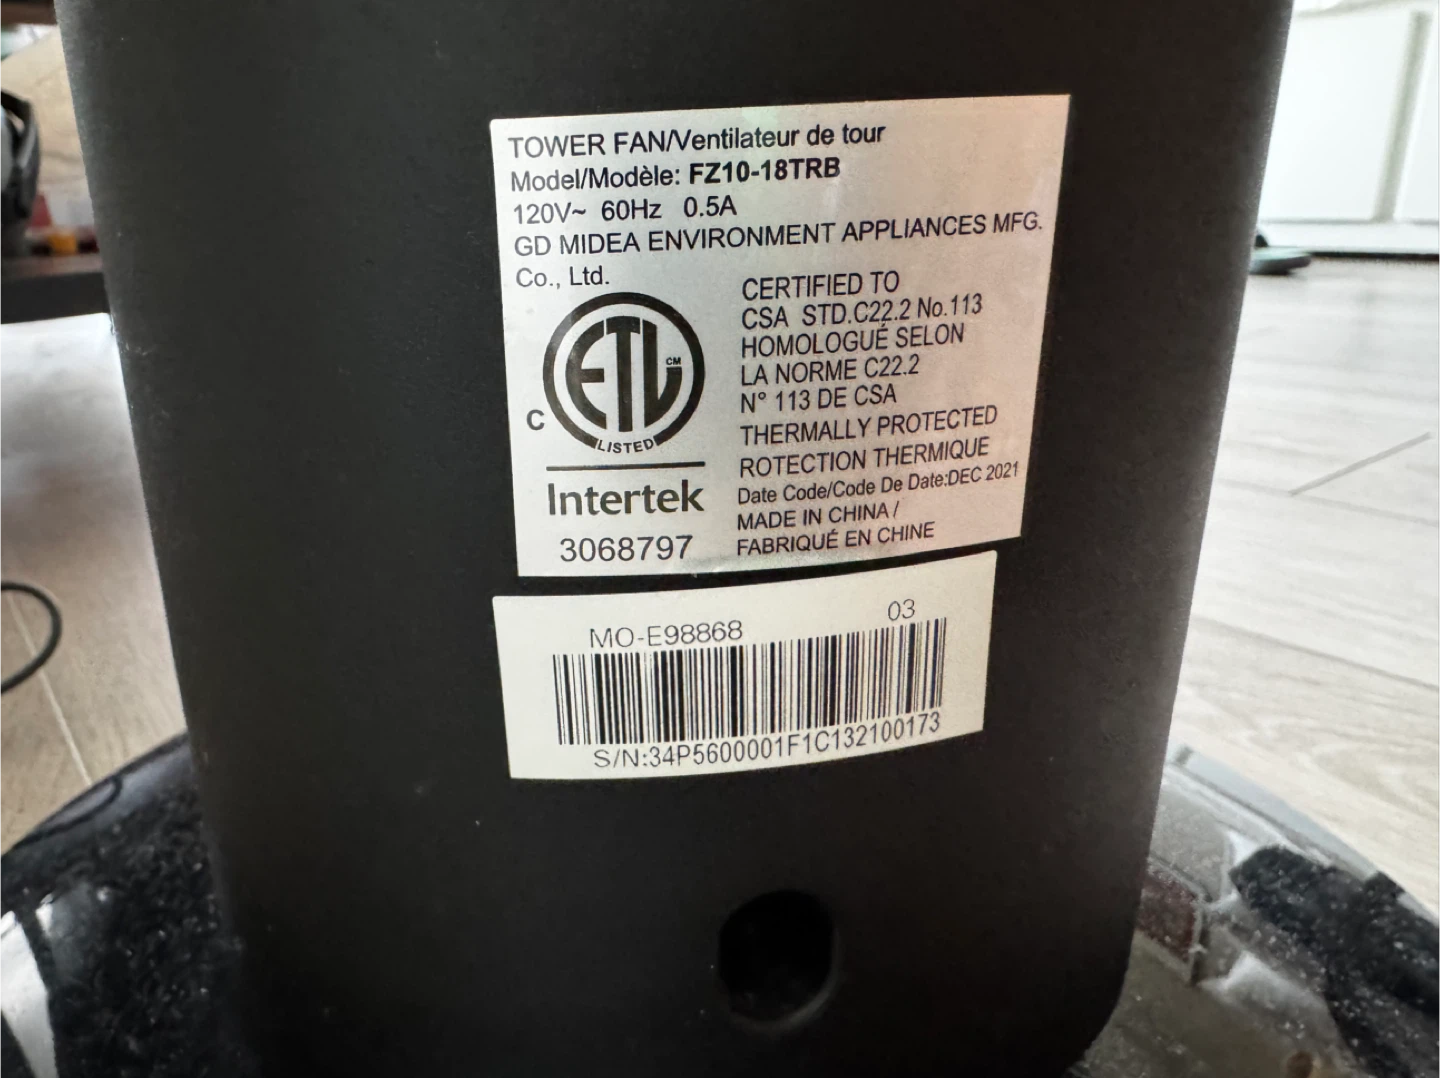 TOWER FAN/Ventilateur de tour
Model/Modèle: FZ10-18TRB
120V~ 60Hz 0.5A
GD MIDEA ENVIRONMENT APPLIANCES MFG.
Co., Ltd.
C
ETL
CM
LISTED
Intertek
3068797
CERTIFIED TO
CSA STD.C22.2 No.113
HOMOLOGUÉ SELON
LA NORME C22.2
N° 113 DE CSA
THERMALLY PROTECTED
ROTECTION THERMIQUE
Date Code/Code De Date:DEC 2021
MADE IN CHINA /
FABRIQUÉ EN CHINE
MO-E98868 03
S/N:34P5600001F1C132100173